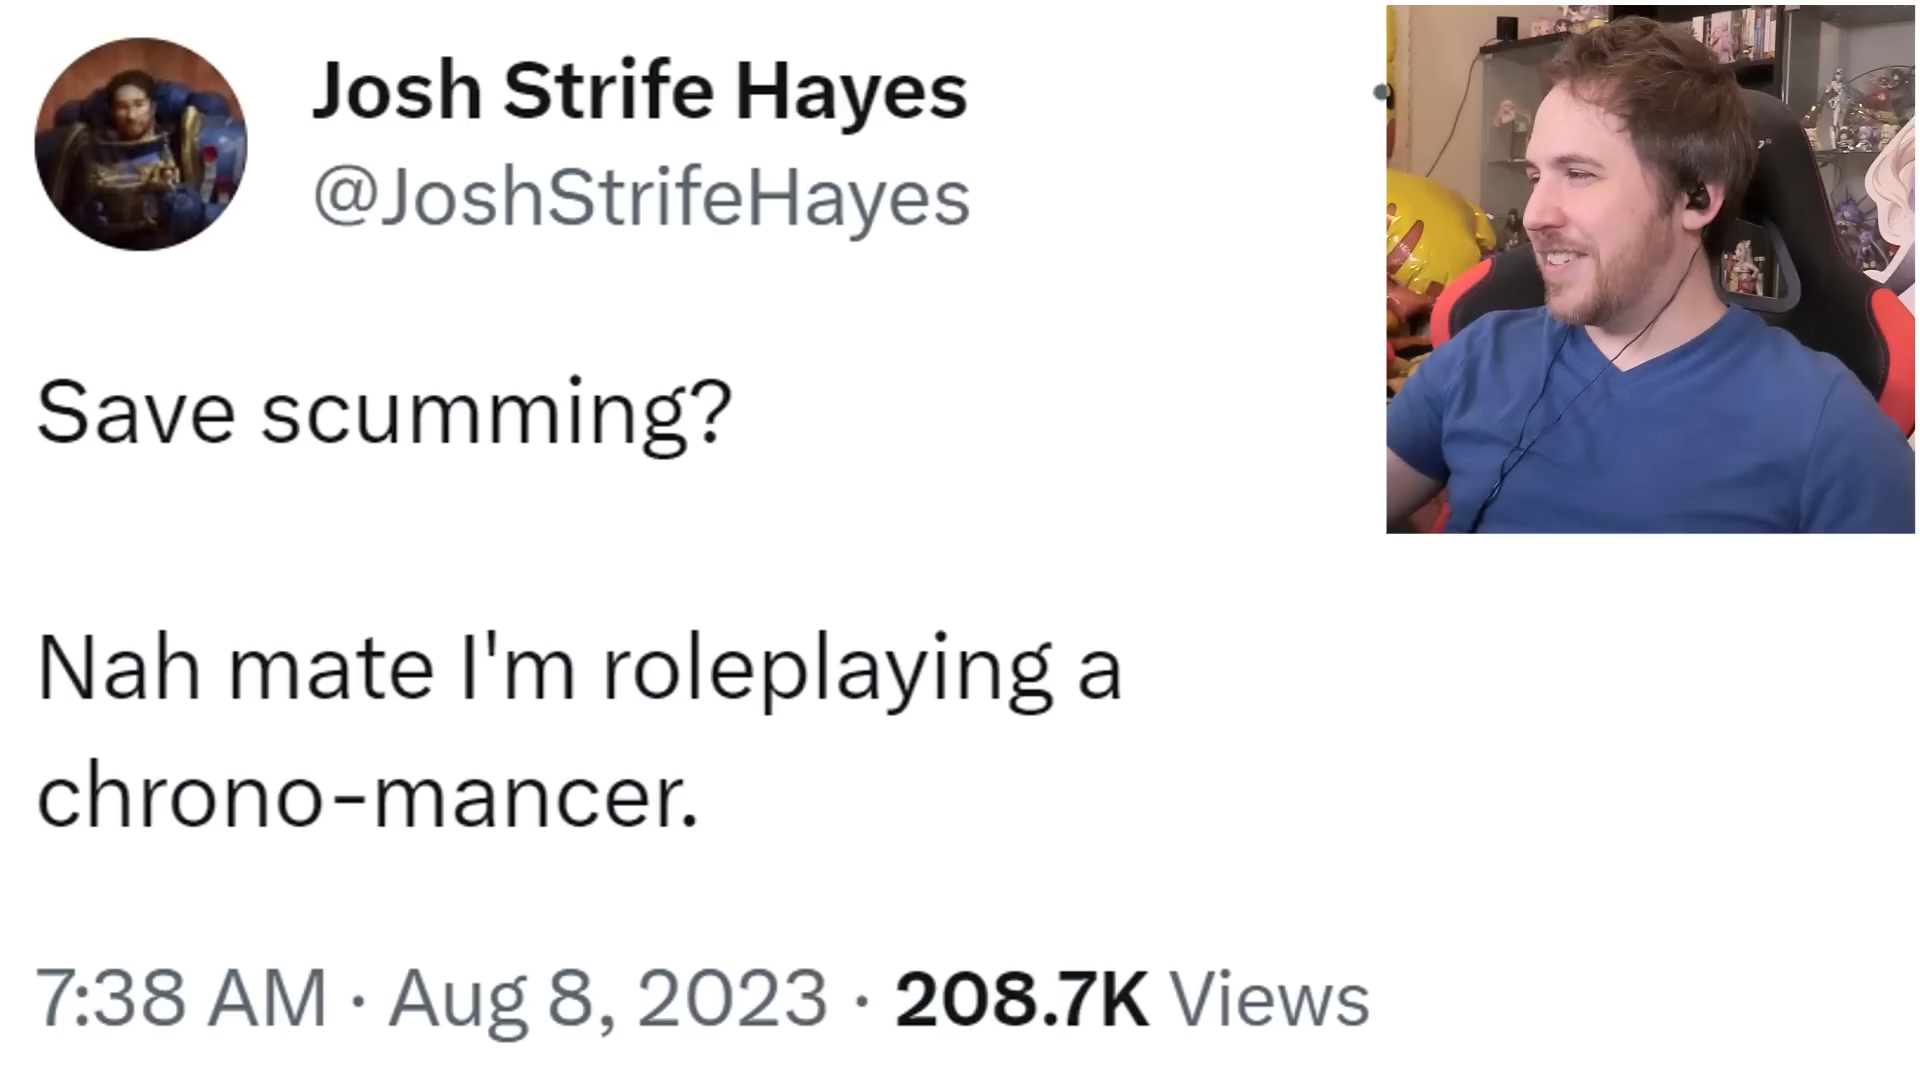 Josh Strife Hayes
@JoshStrifeHayes
Save scumming?
Nah mate I'm roleplaying a
chrono-mancer.
7:38 AM · Aug 8, 2023 · 208.7K Views